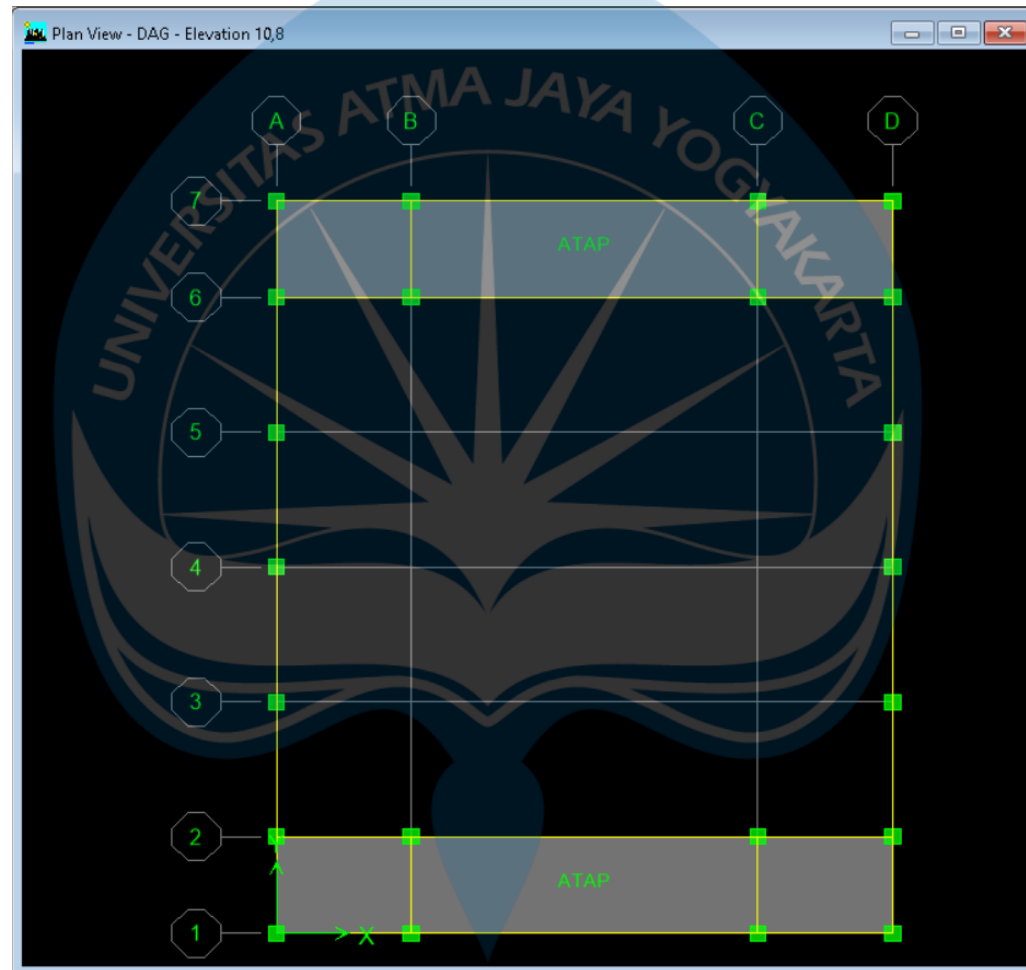 Plan View - DAG - Elevation 10,8
UNIVERSITAS ATMA JAYA YOGYAKARTA
A B C D
7
ATAP
6
5
4
3
2
ATAP
1
X